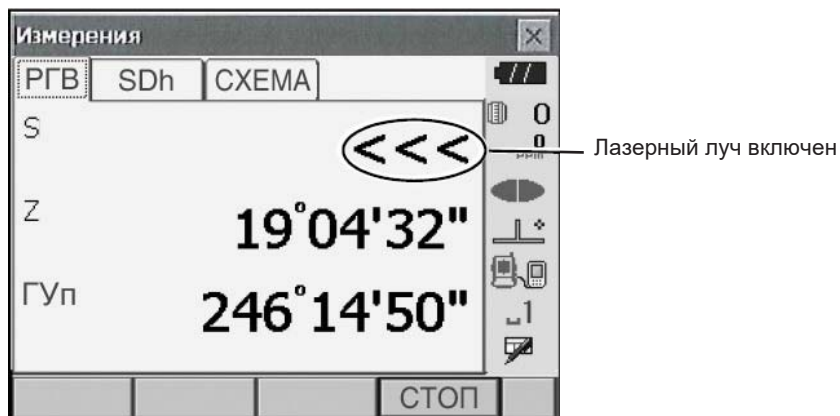 Измерения
РГВ SDh СХЕМА
0
S <<<
0
ppm
Лазерный луч включен
Z 19°04'32"
ГУп 246°14'50"
1
СТОП